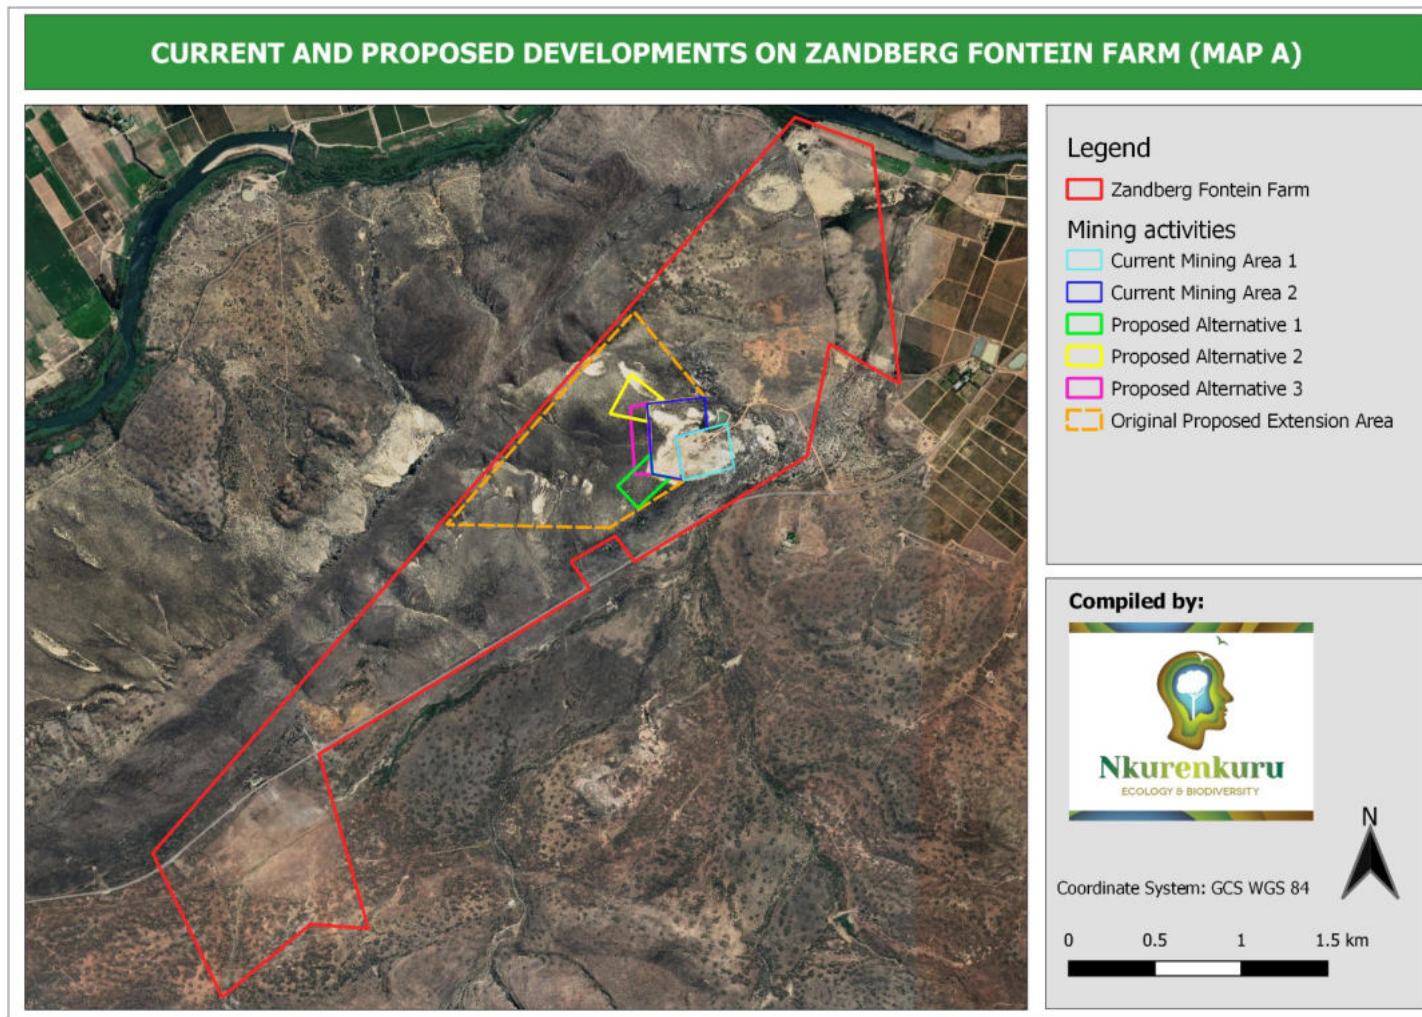 CURRENT AND PROPOSED DEVELOPMENTS ON ZANDBERG FONTEIN FARM (MAP A)
Legend
Zandberg Fontein Farm
Mining activities
Current Mining Area 1
Current Mining Area 2
Proposed Alternative 1
Proposed Alternative 2
Proposed Alternative 3
Original Proposed Extension Area
Compiled by:
Nkurenkuru
ECOLOGY & BIODIVERSITY
N
Coordinate System: GCS WGS 84
0 0.5 1 1.5 km